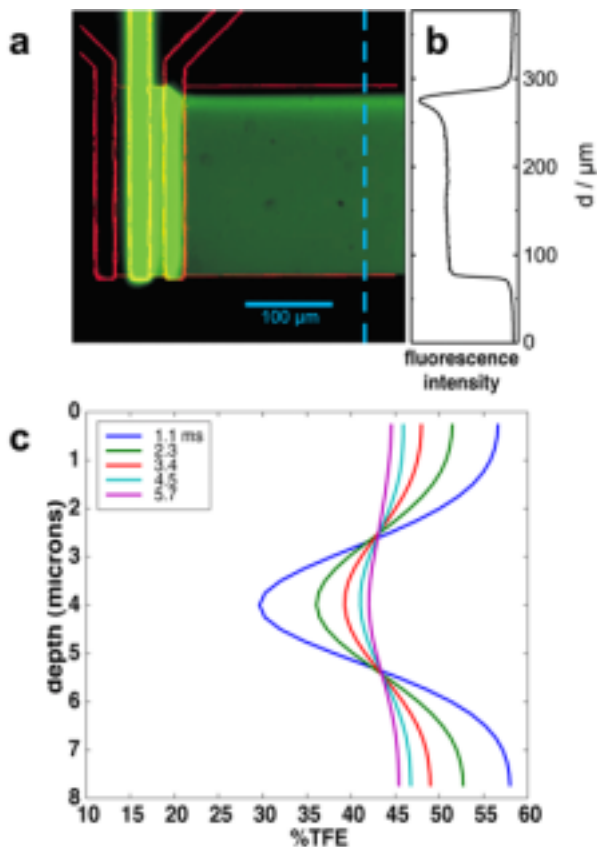 a
b
100 µm
300
200
100
0
d / µm
fluorescence
intensity
c
0
1
2
3
4
5
6
7
8
depth (microns)
1.1 ms
2.3
3.4
4.5
5.7
10 15 20 25 30 35 40 45 50 55 60
%TFE